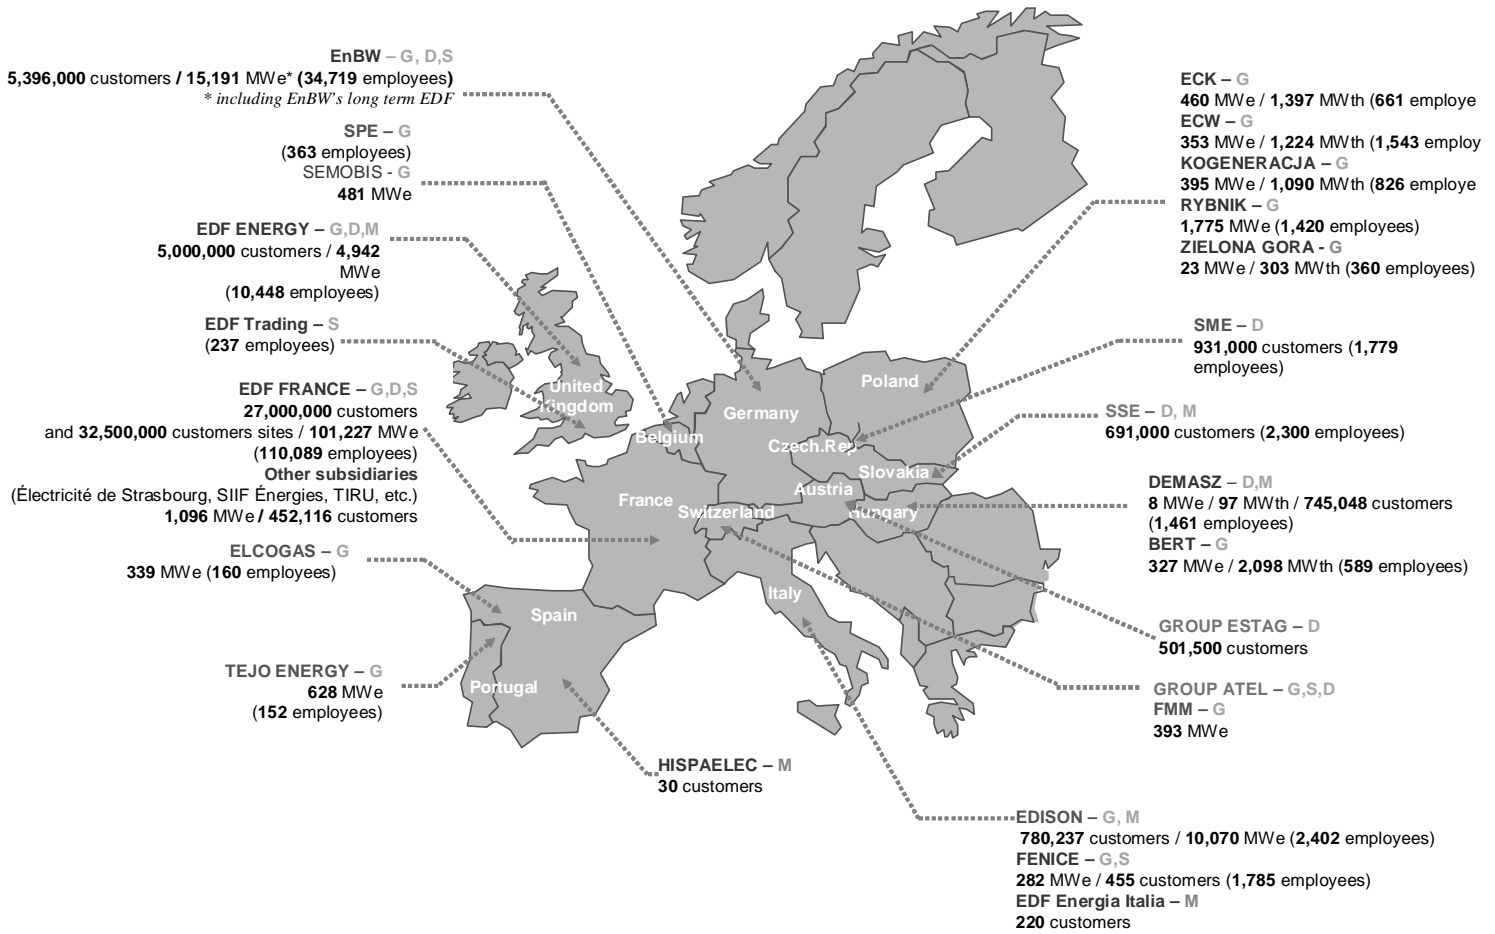 EnBW – G, D,S
5,396,000 customers / 15,191 MWe* (34,719 employees)
* including EnBW's long term EDF
SPE – G
(363 employees)
SEMOBIS - G
481 MWe
EDF ENERGY – G,D,M
5,000,000 customers / 4,942
MWe
(10,448 employees)
EDF Trading – S
(237 employees)
EDF FRANCE – G,D,S
27,000,000 customers
and 32,500,000 customers sites / 101,227 MWe
(110,089 employees)
Other subsidiaries
(Électricité de Strasbourg, SIIF Énergies, TIRU, etc.)
1,096 MWe / 452,116 customers
ELCOGAS – G
339 MWe (160 employees)
TEJO ENERGY – G
628 MWe
(152 employees)
HISPAELEC – M
30 customers
United
Kingdom
Belgium
Germany
Poland
Czech.Rep
Slovakia
Austria
Hungary
France
Switzerland
Italy
Spain
Portugal
ECK – G
460 MWe / 1,397 MWth (661 employe
ECW – G
353 MWe / 1,224 MWth (1,543 employ
KOGENERACJA – G
395 MWe / 1,090 MWth (826 employe
RYBNIK – G
1,775 MWe (1,420 employees)
ZIELONA GORA - G
23 MWe / 303 MWth (360 employees)
SME – D
931,000 customers (1,779
employees)
SSE – D, M
691,000 customers (2,300 employees)
DEMASZ – D,M
8 MWe / 97 MWth / 745,048 customers
(1,461 employees)
BERT – G
327 MWe / 2,098 MWth (589 employees)
GROUP ESTAG – D
501,500 customers
GROUP ATEL – G,S,D
FMM – G
393 MWe
EDISON – G, M
780,237 customers / 10,070 MWe (2,402 employees)
FENICE – G,S
282 MWe / 455 customers (1,785 employees)
EDF Energia Italia – M
220 customers